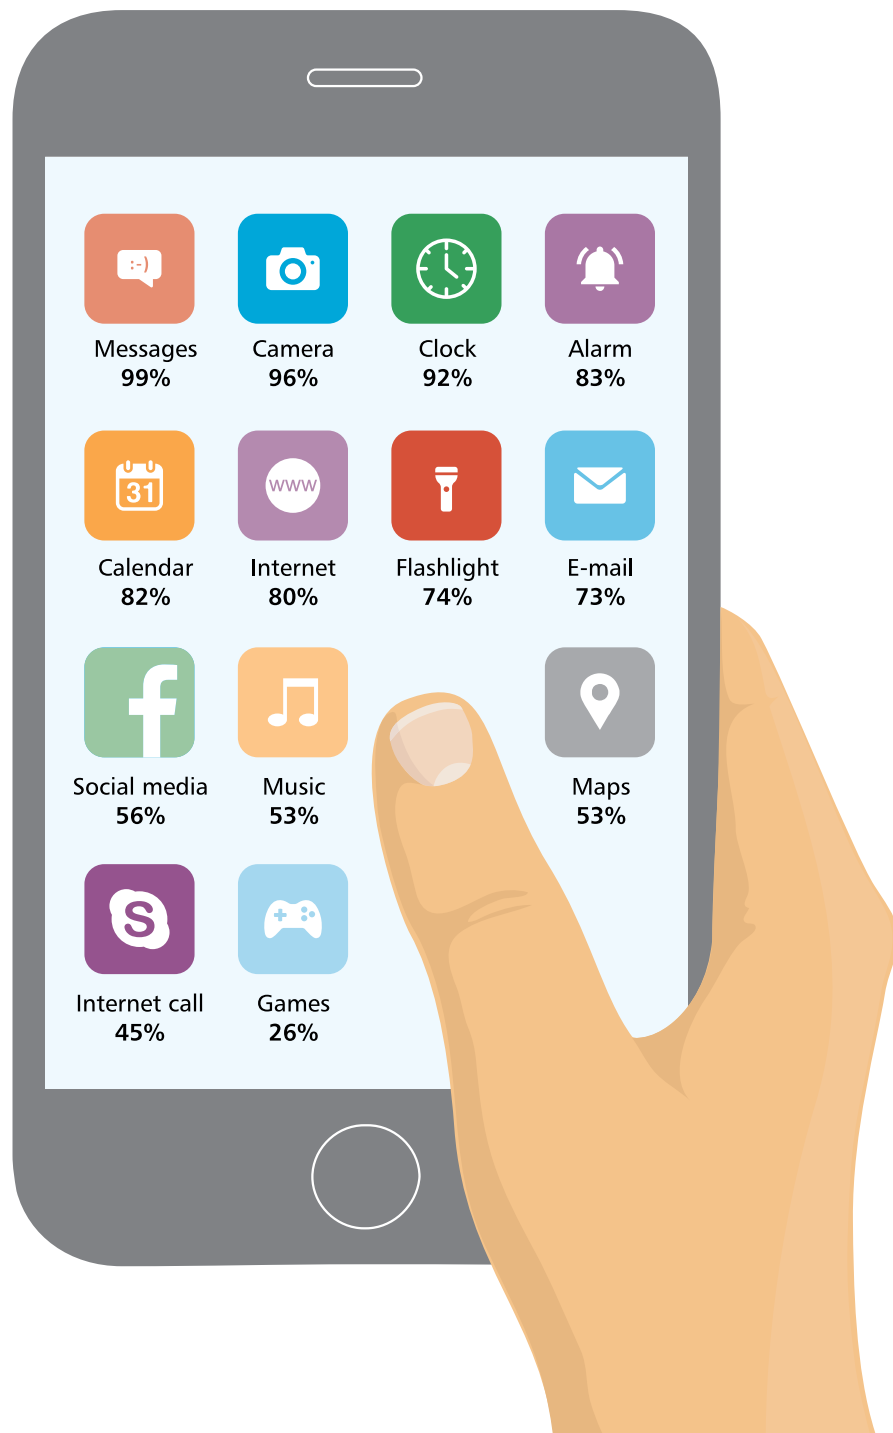 :-)
Messages
99%
Camera
96%
Clock
92%
Alarm
83%
31
Calendar
82%
www
Internet
80%
Flashlight
74%
E-mail
73%
f
Social media
56%
Music
53%
Maps
53%
S
Internet call
45%
Games
26%